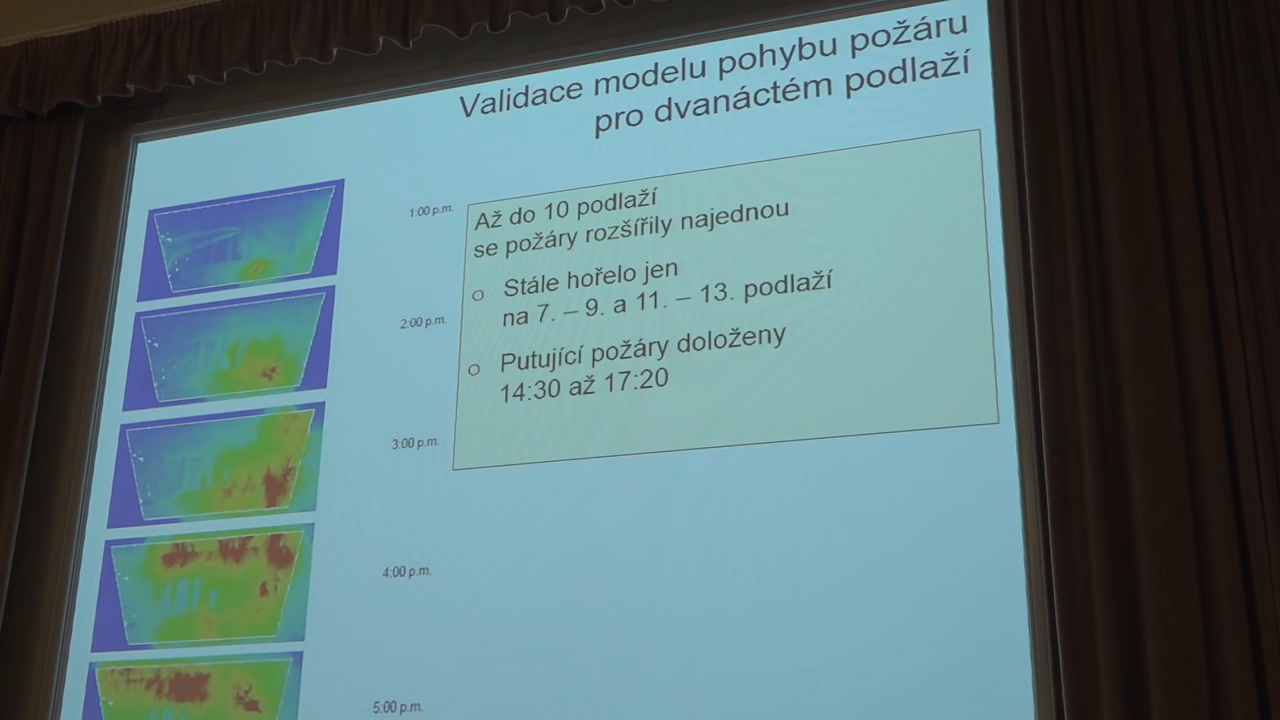 Validace modelu pohybu požáru
pro dvanáctém podlaží
1:00 p.m.
Až do 10 podlaží
se požáry rozšířily najednou
o Stále hořelo jen
na 7. – 9. a 11. – 13. podlaží
2:00 p.m.
o Putující požáry doloženy
14:30 až 17:20
3:00 p.m.
4:00 p.m.
5:00 p.m.